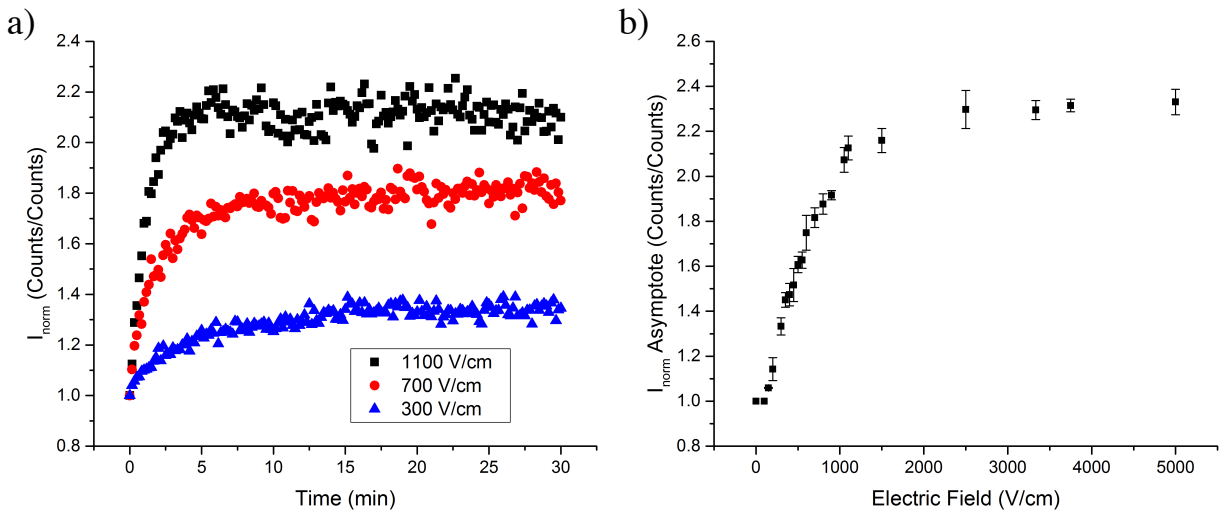 a)
2.4
2.2
2.0
1.8
1.6
1.4
1.2
1.0
0.8
I_norm (Counts/Counts)
1100 V/cm
700 V/cm
300 V/cm
0 5 10 15 20 25 30
Time (min)
b)
2.6
2.4
2.2
2.0
1.8
1.6
1.4
1.2
1.0
0.8
I_norm Asymptote (Counts/Counts)
0 1000 2000 3000 4000 5000
Electric Field (V/cm)